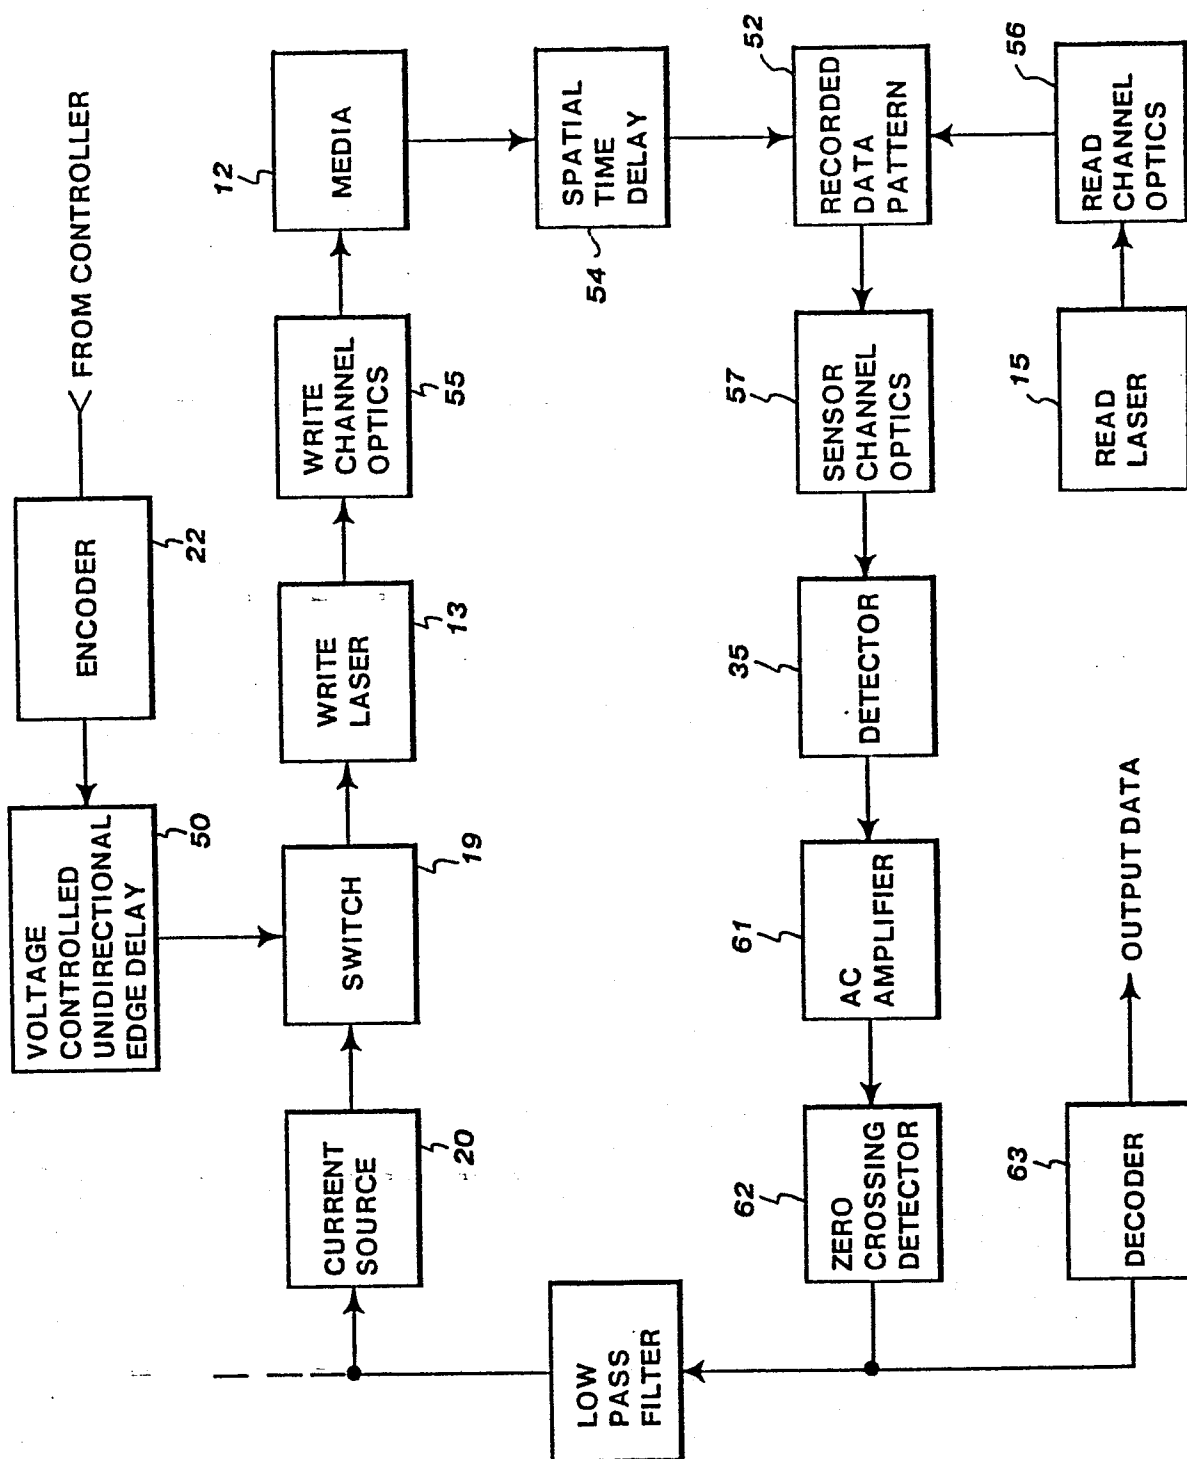 FROM CONTROLLER
ENCODER
22
VOLTAGE
CONTROLLED
UNIDIRECTIONAL
EDGE DELAY
50
CURRENT
SOURCE
20
SWITCH
19
WRITE
LASER
13
WRITE
CHANNEL
OPTICS
55
MEDIA
12
SPATIAL
TIME
DELAY
54
LOW
PASS
FILTER
ZERO
CROSSING
DETECTOR
62
AC
AMPLIFIER
61
DETECTOR
35
SENSOR
CHANNEL
OPTICS
57
RECORDED
DATA
PATTERN
52
DECODER
63
OUTPUT DATA
READ
LASER
15
READ
CHANNEL
OPTICS
56